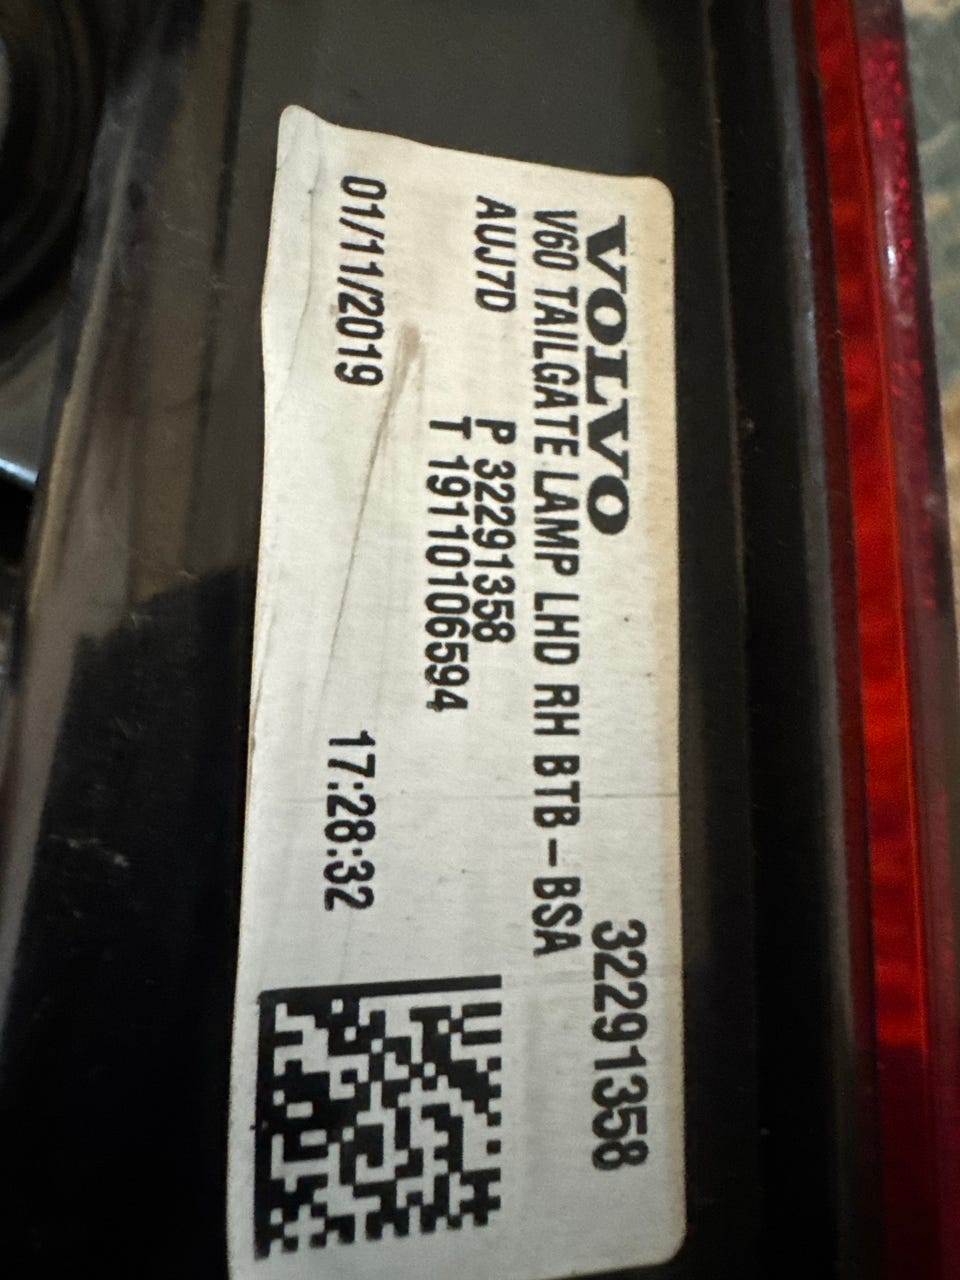 VOLVO 32291358
V60 TAILGATE LAMP LHD RH BTB-BSA
AUJ7D P 32291358
T 19110106594
01/11/2019 17:28:32